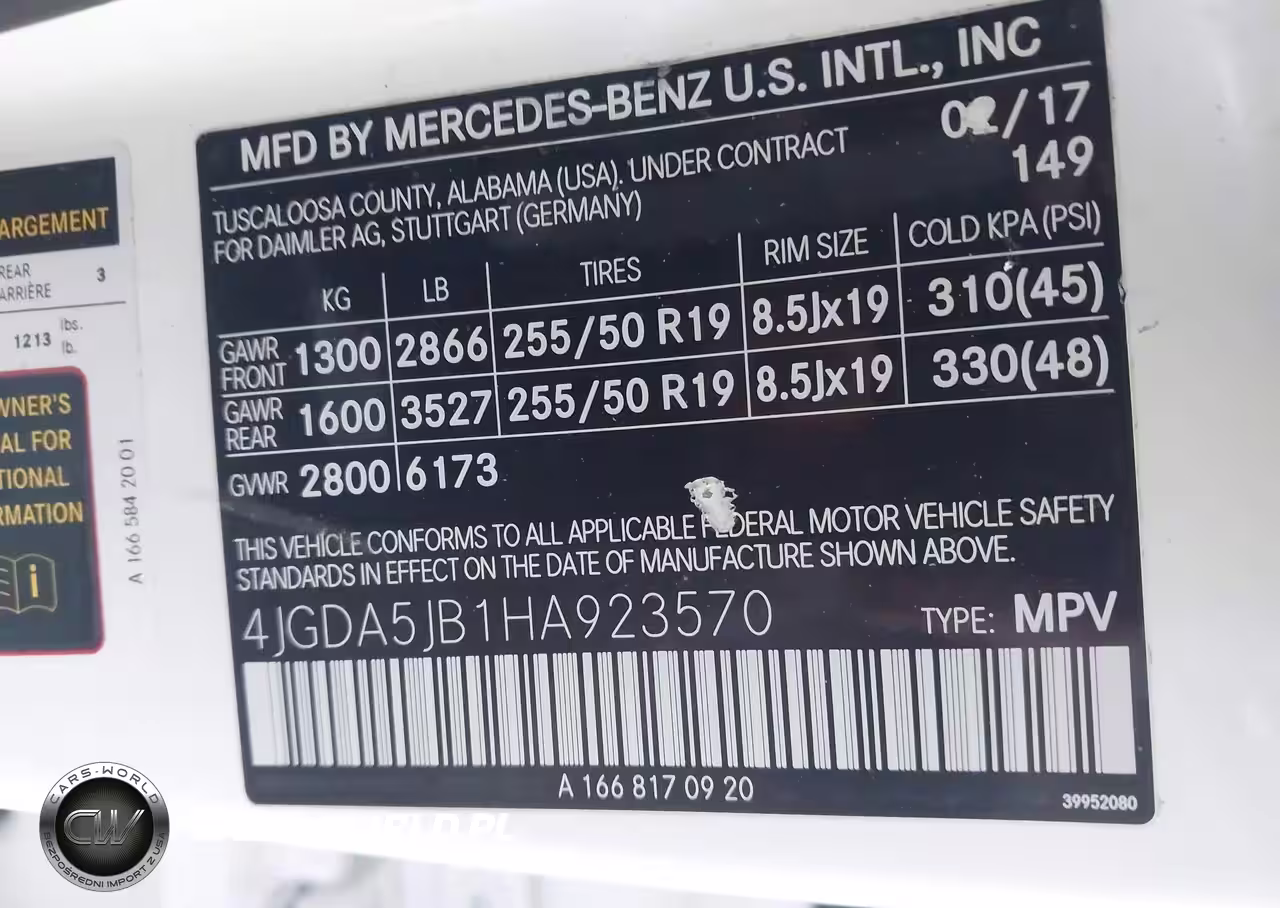 MFD BY MERCEDES-BENZ U.S. INTL., INC
TUSCALOOSA COUNTY, ALABAMA (USA). UNDER CONTRACT
FOR DAIMLER AG, STUTTGART (GERMANY)
/17
149
KG LB TIRES RIM SIZE COLD KPA (PSI)
GAWR FRONT 1300 2866 255/50 R19 8.5Jx19 310(45)
GAWR REAR 1600 3527 255/50 R19 8.5Jx19 330(48)
GVWR 2800 6173
THIS VEHICLE CONFORMS TO ALL APPLICABLE FEDERAL MOTOR VEHICLE SAFETY
STANDARDS IN EFFECT ON THE DATE OF MANUFACTURE SHOWN ABOVE.
4JGDA5JB1HA923570 TYPE: MPV
A 166 817 09 20
39952080
ARGEMENT
REAR 3
ARRIÈRE
1213 lbs.
lb.
WNER'S
AL FOR
TIONAL
RMATION
i
A 166 584 20 01
CARS-WORLD
CW
BEZPOŚREDNI IMPORT Z USA
RLD.PL